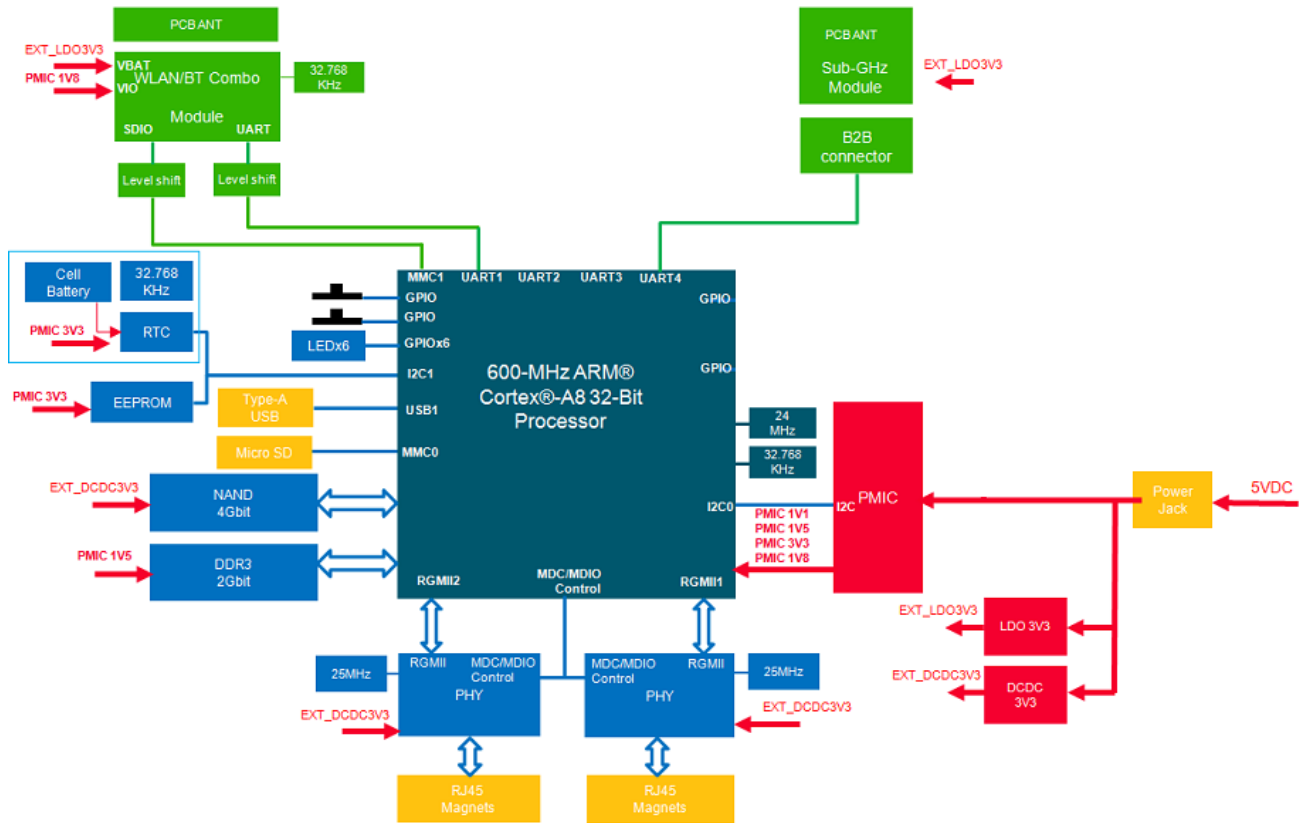 PCB ANT
EXT_LDO3V3
VBAT
WLAN/BT Combo
Module
PMIC 1V8
VIO
SDIO
UART
32.768
KHz
Level shift
Level shift
PCB ANT
Sub-GHz
Module
EXT_LDO3V3
B2B
connector
Cell
Battery
32.768
KHz
PMIC 3V3
RTC
PMIC 3V3
EEPROM
LEDx6
Type-A
USB
Micro SD
EXT_DCDC3V3
NAND
4Gbit
PMIC 1V5
DDR3
2Gbit
MMC1
UART1
UART2
UART3
UART4
GPIO
GPIO
GPIOx6
I2C1
USB1
MMC0
GPIO
GPIO
600-MHz ARM®
Cortex®-A8 32-Bit
Processor
I2C0
RGMII2
MDC/MDIO
Control
RGMII1
24
MHz
32.768
KHz
PMIC 1V1
PMIC 1V5
PMIC 3V3
PMIC 1V8
I2C
PMIC
Power
Jack
5VDC
EXT_LDO3V3
LDO 3V3
EXT_DCDC3V3
DCDC
3V3
25MHz
RGMII
MDC/MDIO
Control
PHY
EXT_DCDC3V3
MDC/MDIO
Control
RGMII
PHY
25MHz
EXT_DCDC3V3
RJ45
Magnets
RJ45
Magnets